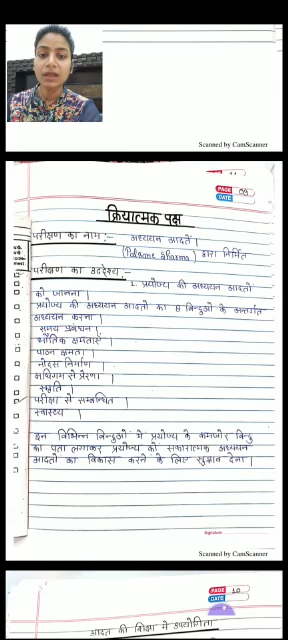 Scanned by CamScanner
PAGE 09
DATE
क्रियात्मक पक्ष
परीक्षण का नाम :- अध्ययन आदतें।
(Palsane Sharma) द्वारा निर्मित
परीक्षण का उद्देश्य :-
1. प्रयोज्य की अध्ययन आदतों
को जानना।
प्रयोज्य की अध्ययन आदतों का 8 बिन्दुओं के अन्तर्गत
अध्ययन करना।
समय प्रबंधन।
भौतिक क्षमताएँ
पाठन क्षमता।
नोट्स निर्माण।
अधिगम से प्रेरणा।
स्मृति।
परीक्षा से सम्बन्धित।
स्वास्थ्य।
इन विभिन्न बिन्दुओं में प्रयोज्य के कमजोर बिन्दु
का पता लगाकर प्रयोज्य को सकारात्मक अध्ययन
आदतों का विकास करने के लिए सुझाव देना।
Signature
Scanned by CamScanner
PAGE 10
DATE
आदत की शिक्षा में उपयोगिता